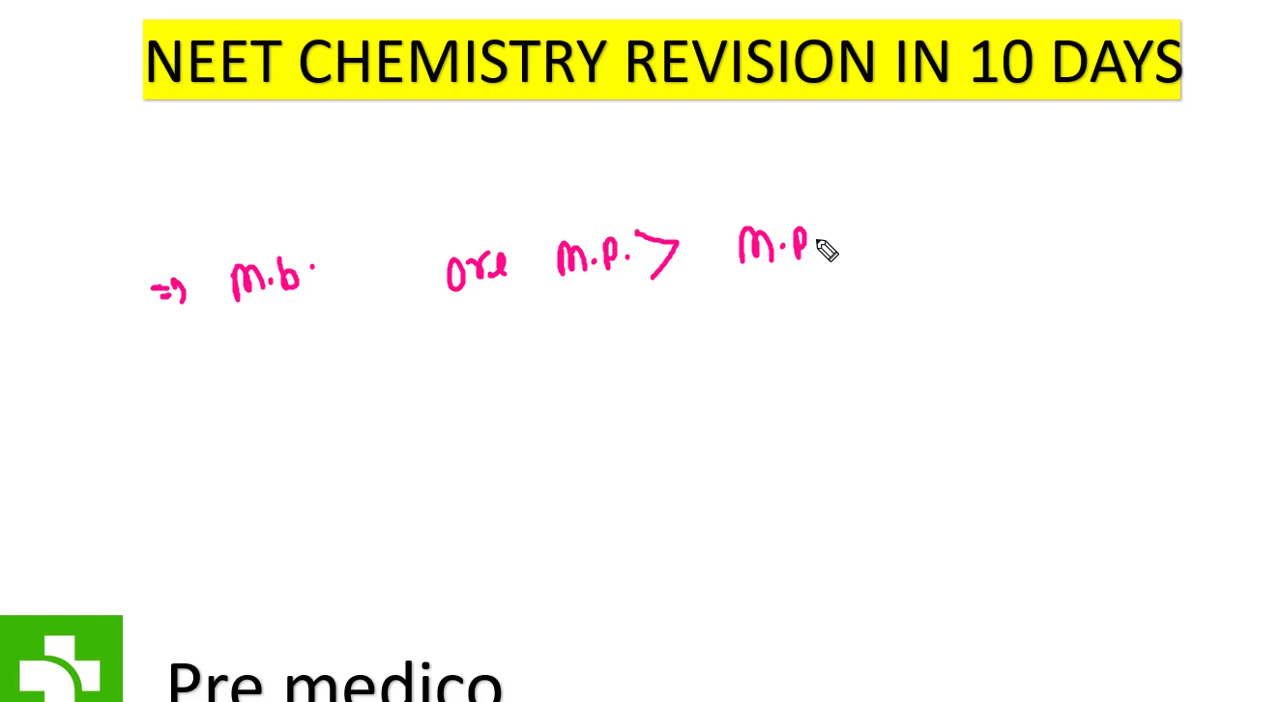 NEET CHEMISTRY REVISION IN 10 DAYS
=> M.b. ore M.P. > M.P
Pre medico